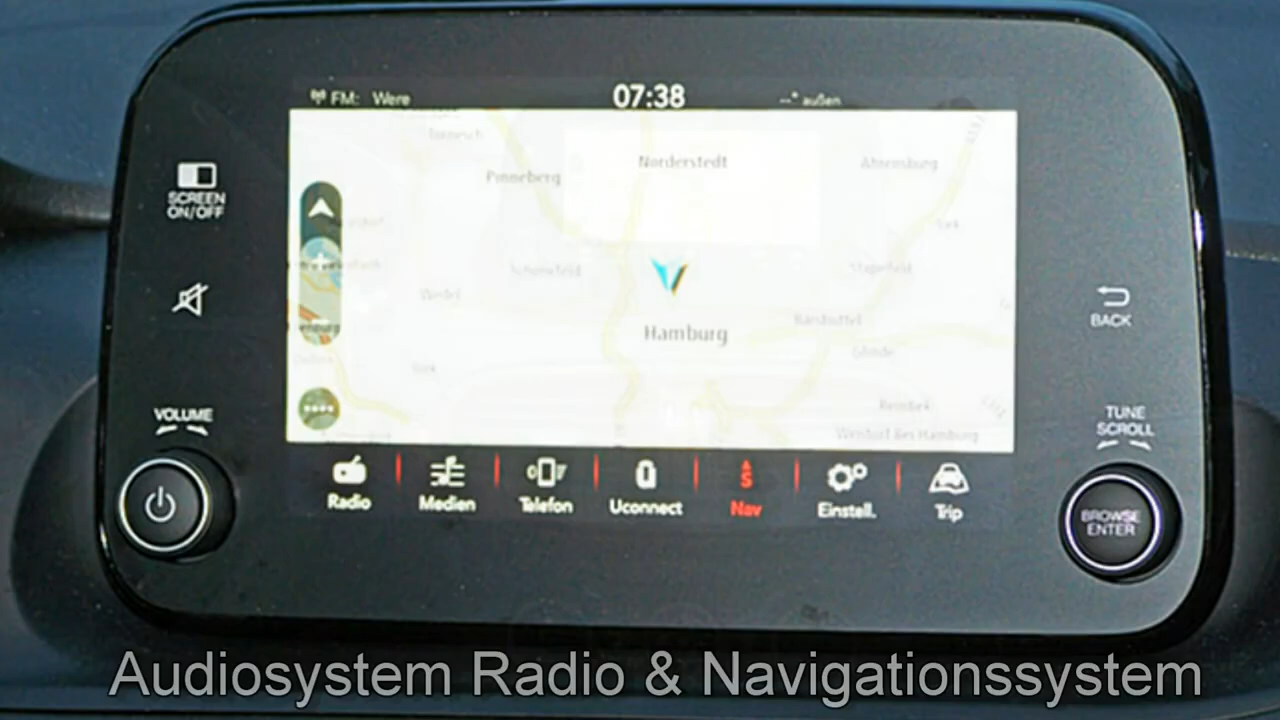 FM: Were
07:38
--° außen
Norderstedt
Ahrensburg
Pinneberg
Schenefeld
Stapelfeld
Wedel
Hamburg
Barsbüttel
Glinde
Reinbek
Wentorf bei Hamburg
SCREEN
ON/OFF
BACK
VOLUME
TUNE
SCROLL
BROWSE
ENTER
Radio
Medien
Telefon
Uconnect
Nav
Einstell.
Trip
Audiosystem Radio & Navigationssystem